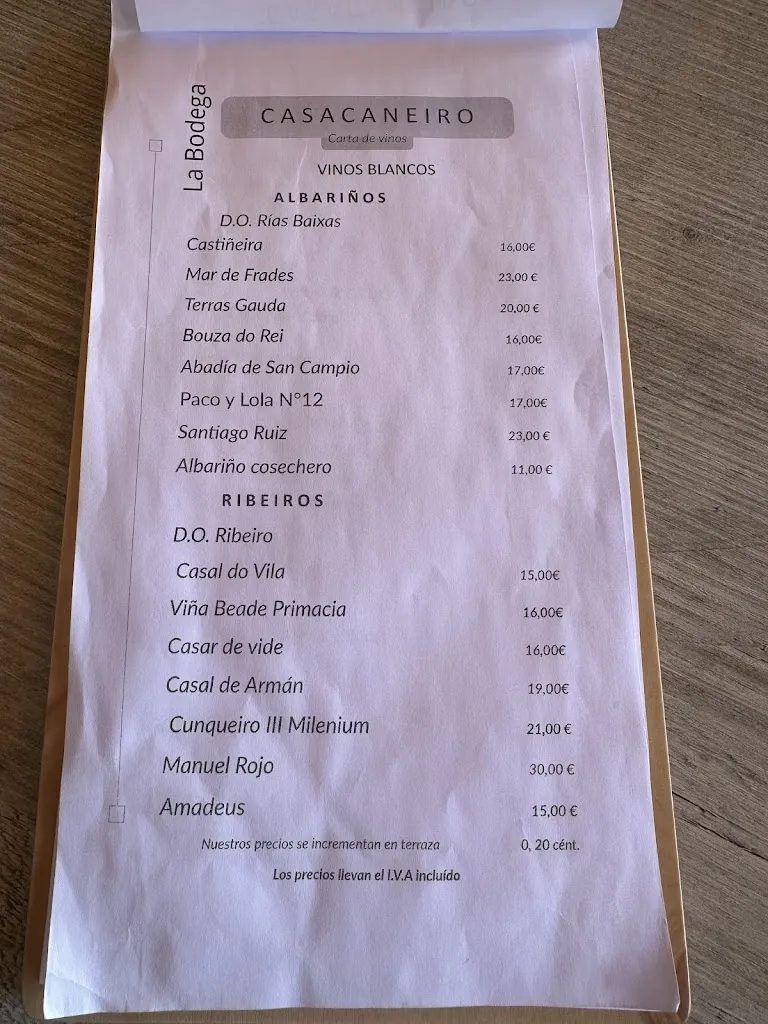 La Bodega
CASACANEIRO
Carta de vinos
VINOS BLANCOS
ALBARIÑOS
D.O. Rías Baixas
Castiñeira 16,00€
Mar de Frades 23,00 €
Terras Gauda 20,00 €
Bouza do Rei 16,00€
Abadía de San Campio 17,00€
Paco y Lola N°12 17,00€
Santiago Ruiz 23,00 €
Albariño cosechero 11,00 €
RIBEIROS
D.O. Ribeiro
Casal do Vila 15,00€
Viña Beade Primacia 16,00€
Casar de vide 16,00€
Casal de Armán 19,00€
Cunqueiro III Milenium 21,00 €
Manuel Rojo 30,00 €
Amadeus 15,00 €
Nuestros precios se incrementan en terraza 0, 20 cént.
Los precios llevan el I.V.A incluído